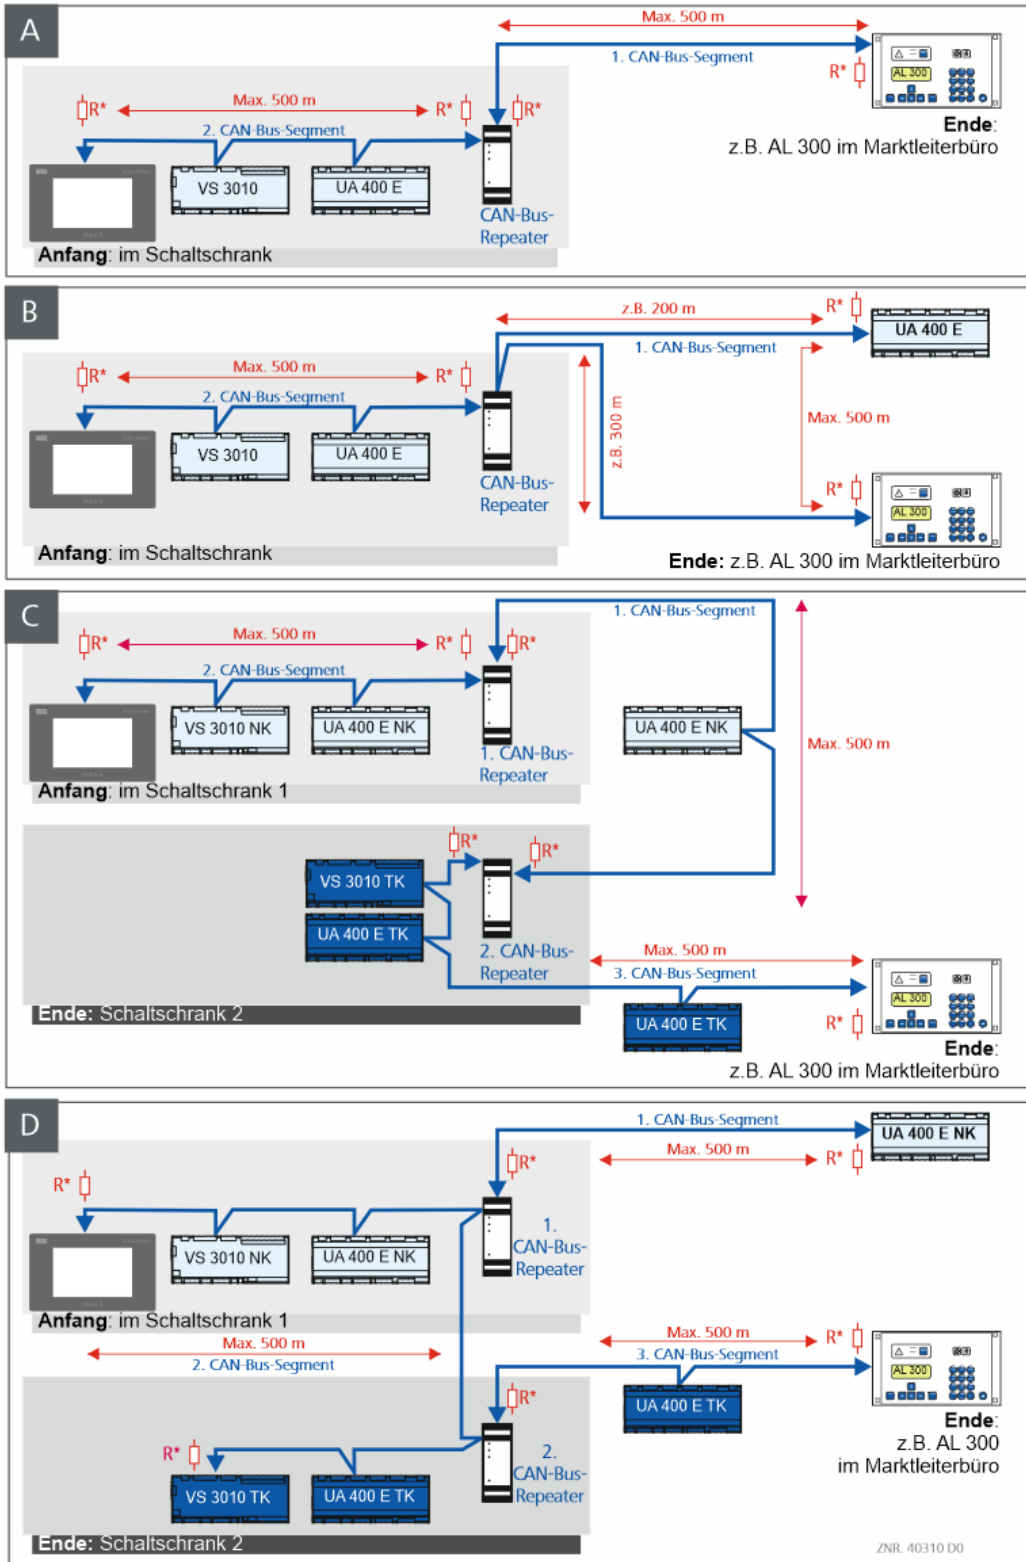 A
Max. 500 m
1. CAN-Bus-Segment
R*
AL 300
R*
Max. 500 m
R*
R*
2. CAN-Bus-Segment
VS 3010
UA 400 E
CAN-Bus-
Repeater
Ende:
z.B. AL 300 im Marktleiterbüro
Anfang: im Schaltschrank
B
z.B. 200 m
R*
UA 400 E
1. CAN-Bus-Segment
R*
Max. 500 m
R*
2. CAN-Bus-Segment
z.B. 300 m
Max. 500 m
VS 3010
UA 400 E
CAN-Bus-
Repeater
R*
AL 300
Anfang: im Schaltschrank
Ende: z.B. AL 300 im Marktleiterbüro
C
1. CAN-Bus-Segment
R*
Max. 500 m
R*
R*
2. CAN-Bus-Segment
VS 3010 NK
UA 400 E NK
UA 400 E NK
Max. 500 m
1. CAN-Bus-
Repeater
Anfang: im Schaltschrank 1
R*
R*
VS 3010 TK
UA 400 E TK
2. CAN-Bus-
Repeater
Max. 500 m
3. CAN-Bus-Segment
AL 300
R*
UA 400 E TK
Ende: Schaltschrank 2
Ende:
z.B. AL 300 im Marktleiterbüro
D
1. CAN-Bus-Segment
UA 400 E NK
Max. 500 m
R*
R*
R*
VS 3010 NK
UA 400 E NK
1.
CAN-Bus-
Repeater
Anfang: im Schaltschrank 1
Max. 500 m
2. CAN-Bus-Segment
Max. 500 m
R*
3. CAN-Bus-Segment
AL 300
R*
UA 400 E TK
Ende:
z.B. AL 300
im Marktleiterbüro
R*
VS 3010 TK
UA 400 E TK
2.
CAN-Bus-
Repeater
Ende: Schaltschrank 2
ZNR. 40310 D0